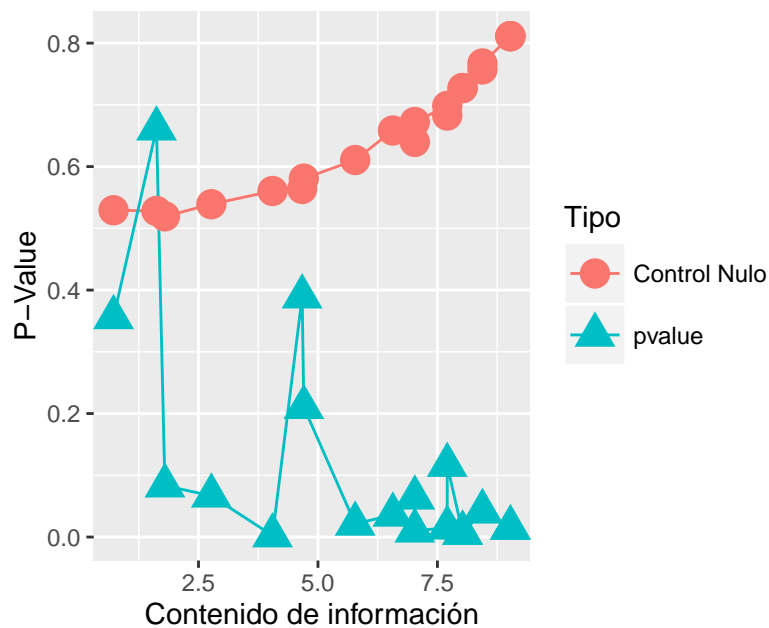 0.8
0.6
0.4
0.2
0.0
P−Value
2.5
5.0
7.5
Contenido de información
Tipo
Control Nulo
pvalue